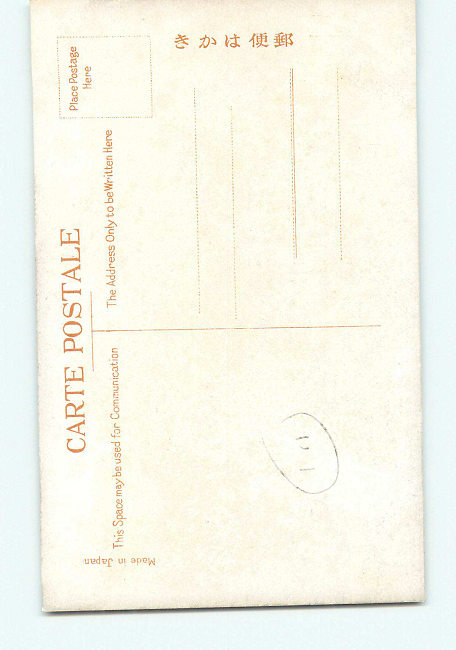 きかは便郵
Place Postage
Here
CARTE POSTALE
The Address Only to be Written Here
This Space may be used for Communication
Made in Japan